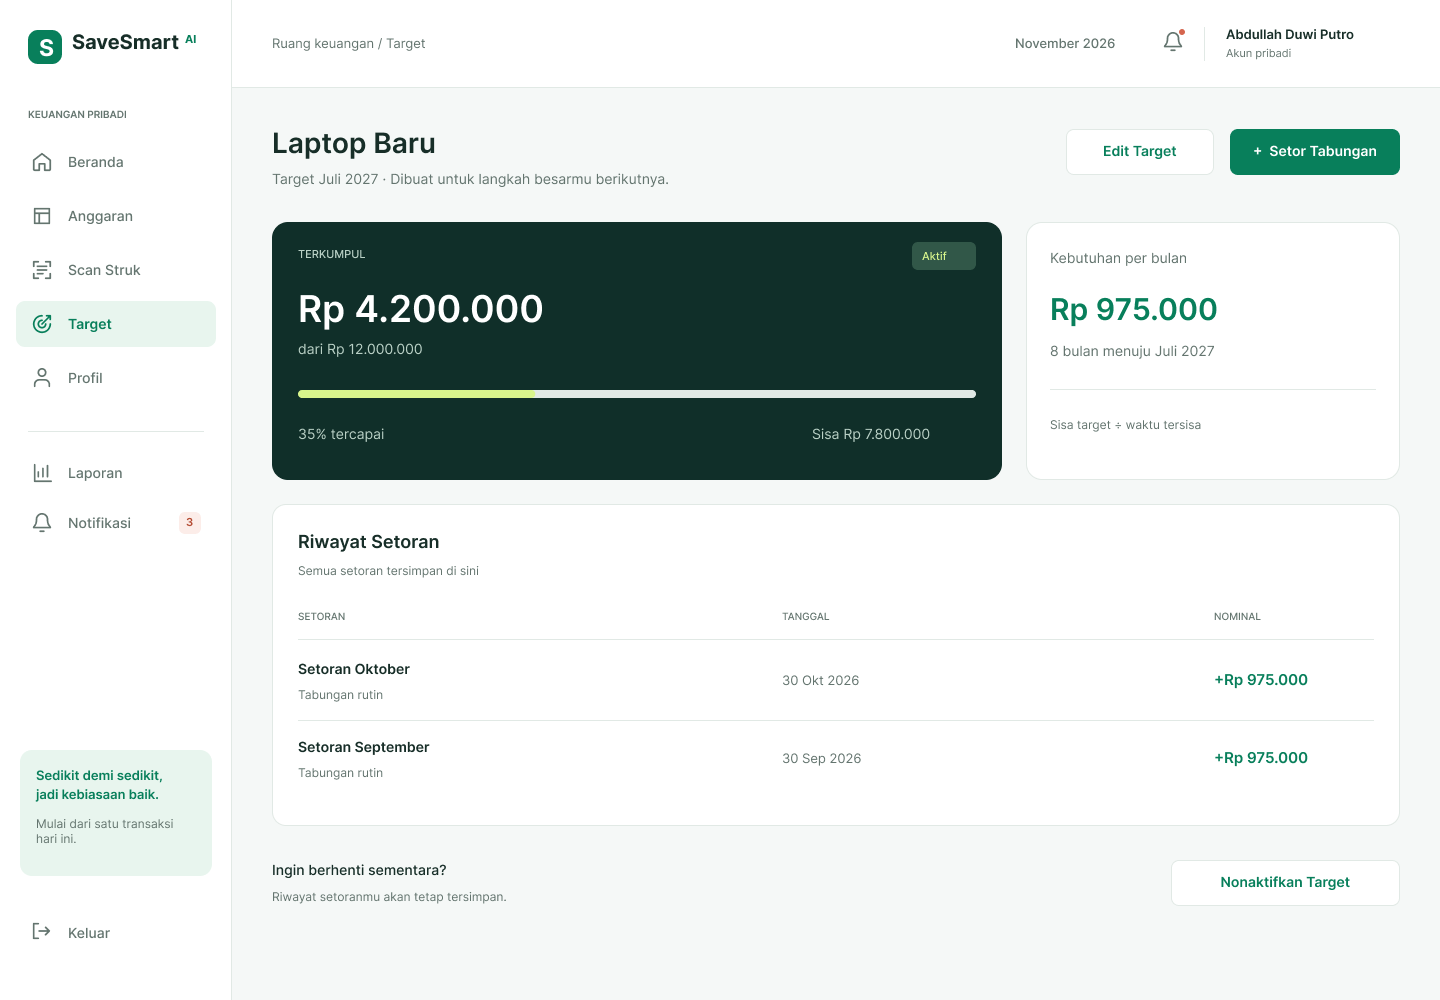 S SaveSmart AI
KEUANGAN PRIBADI
Beranda
Anggaran
Scan Struk
Target
Profil
Laporan
Notifikasi 3
Sedikit demi sedikit,
jadi kebiasaan baik.
Mulai dari satu transaksi
hari ini.
Keluar
Ruang keuangan / Target
November 2026
Abdullah Duwi Putro
Akun pribadi
Laptop Baru
Target Juli 2027 · Dibuat untuk langkah besarmu berikutnya.
Edit Target
+ Setor Tabungan
TERKUMPUL
Aktif
Rp 4.200.000
dari Rp 12.000.000
35% tercapai
Sisa Rp 7.800.000
Kebutuhan per bulan
Rp 975.000
8 bulan menuju Juli 2027
Sisa target ÷ waktu tersisa
Riwayat Setoran
Semua setoran tersimpan di sini
SETORAN TANGGAL NOMINAL
Setoran Oktober
Tabungan rutin
30 Okt 2026
+Rp 975.000
Setoran September
Tabungan rutin
30 Sep 2026
+Rp 975.000
Ingin berhenti sementara?
Riwayat setoranmu akan tetap tersimpan.
Nonaktifkan Target